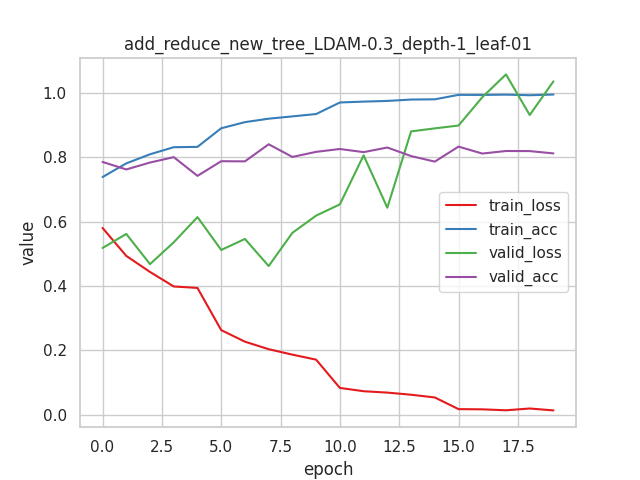 add_reduce_new_tree_LDAM-0.3_depth-1_leaf-01
value
1.0
0.8
0.6
0.4
0.2
0.0
train_loss
train_acc
valid_loss
valid_acc
0.0 2.5 5.0 7.5 10.0 12.5 15.0 17.5
epoch